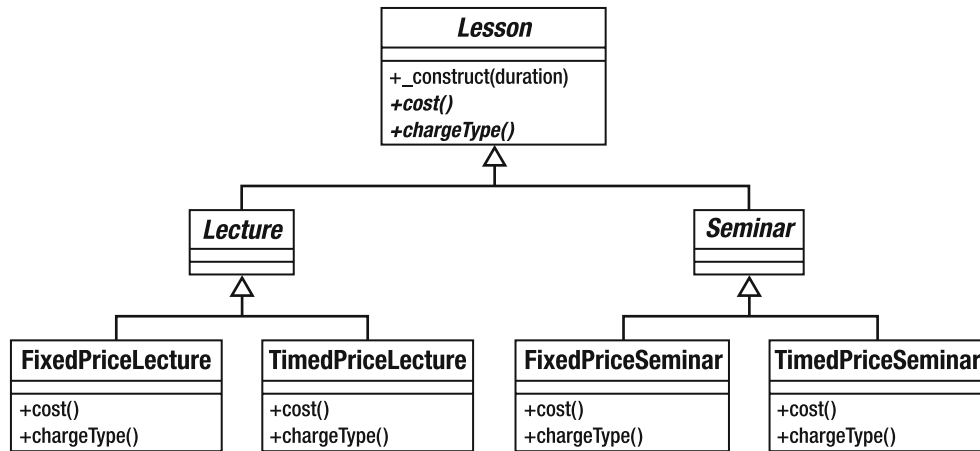 Lesson
+_construct(duration)
+cost()
+chargeType()
Lecture
Seminar
FixedPriceLecture
+cost()
+chargeType()
TimedPriceLecture
+cost()
+chargeType()
FixedPriceSeminar
+cost()
+chargeType()
TimedPriceSeminar
+cost()
+chargeType()